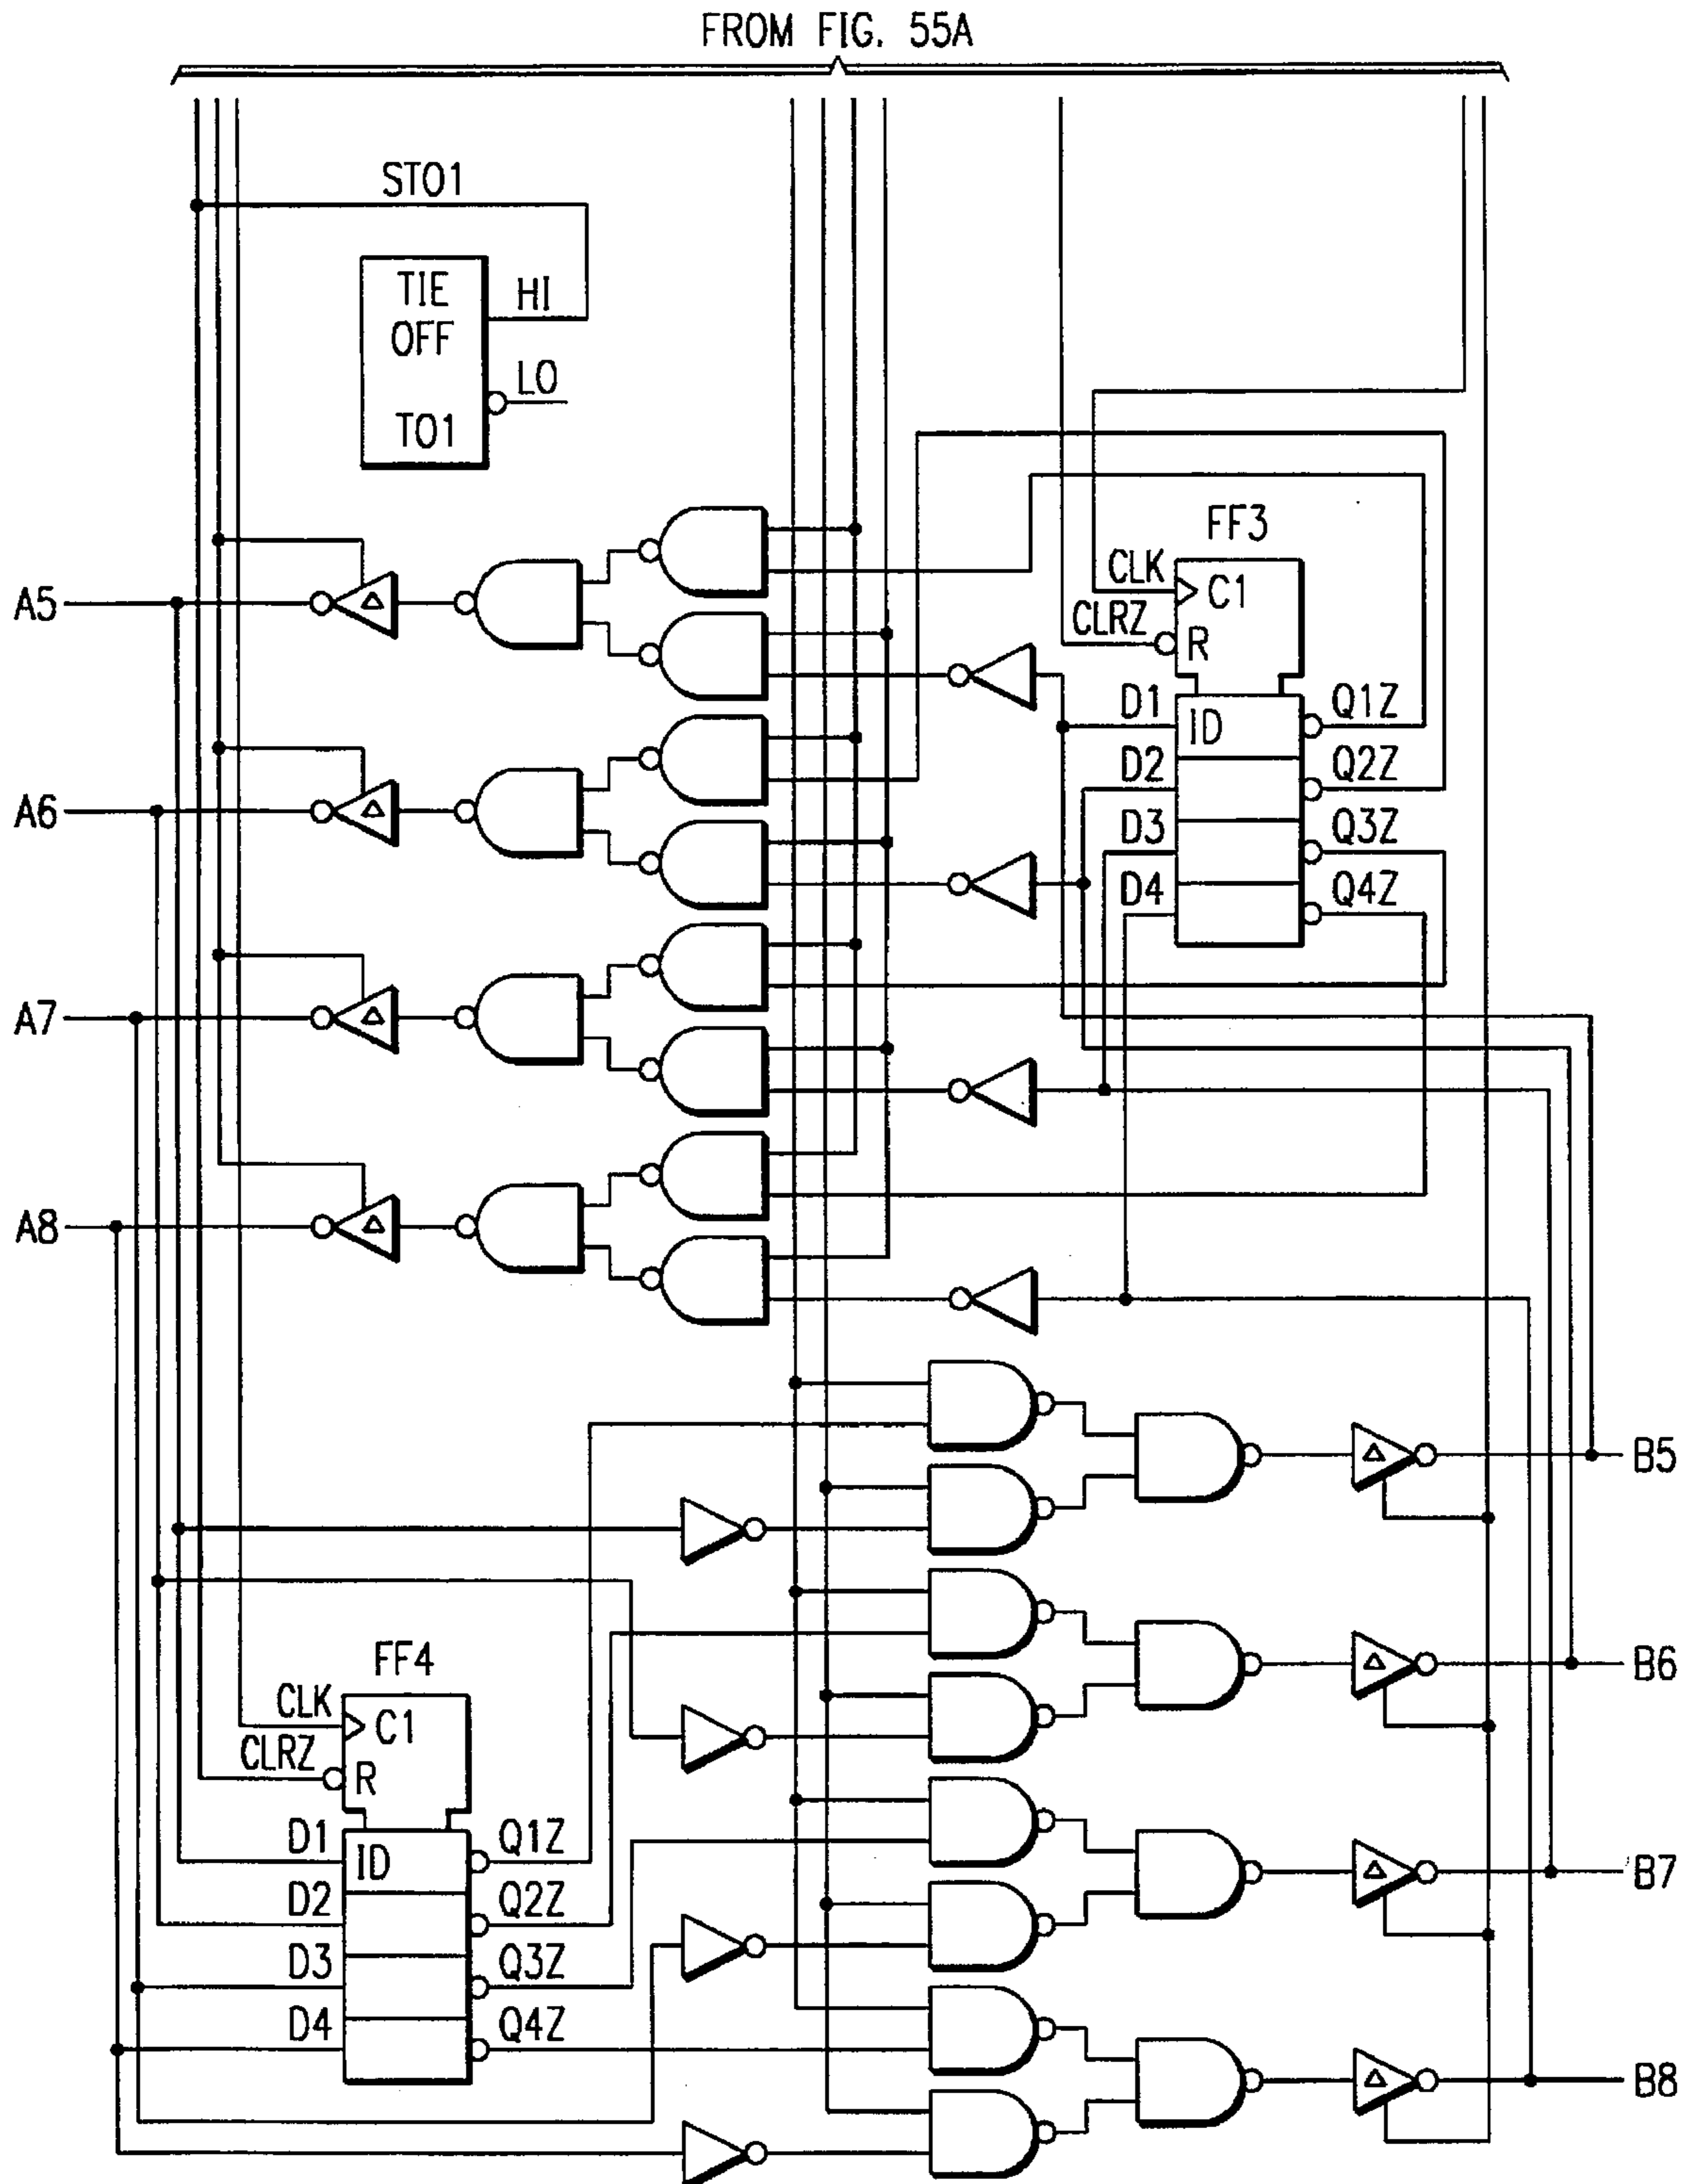 FROM FIG. 55A
STO1
TIE
OFF
TO1
HI
LO
FF3
CLK
C1
CLRZ
R
A5
D1
ID
Q1Z
D2
Q2Z
A6
D3
Q3Z
D4
Q4Z
A7
A8
B5
FF4
B6
CLK
C1
CLRZ
R
D1
ID
Q1Z
B7
D2
Q2Z
D3
Q3Z
D4
Q4Z
B8